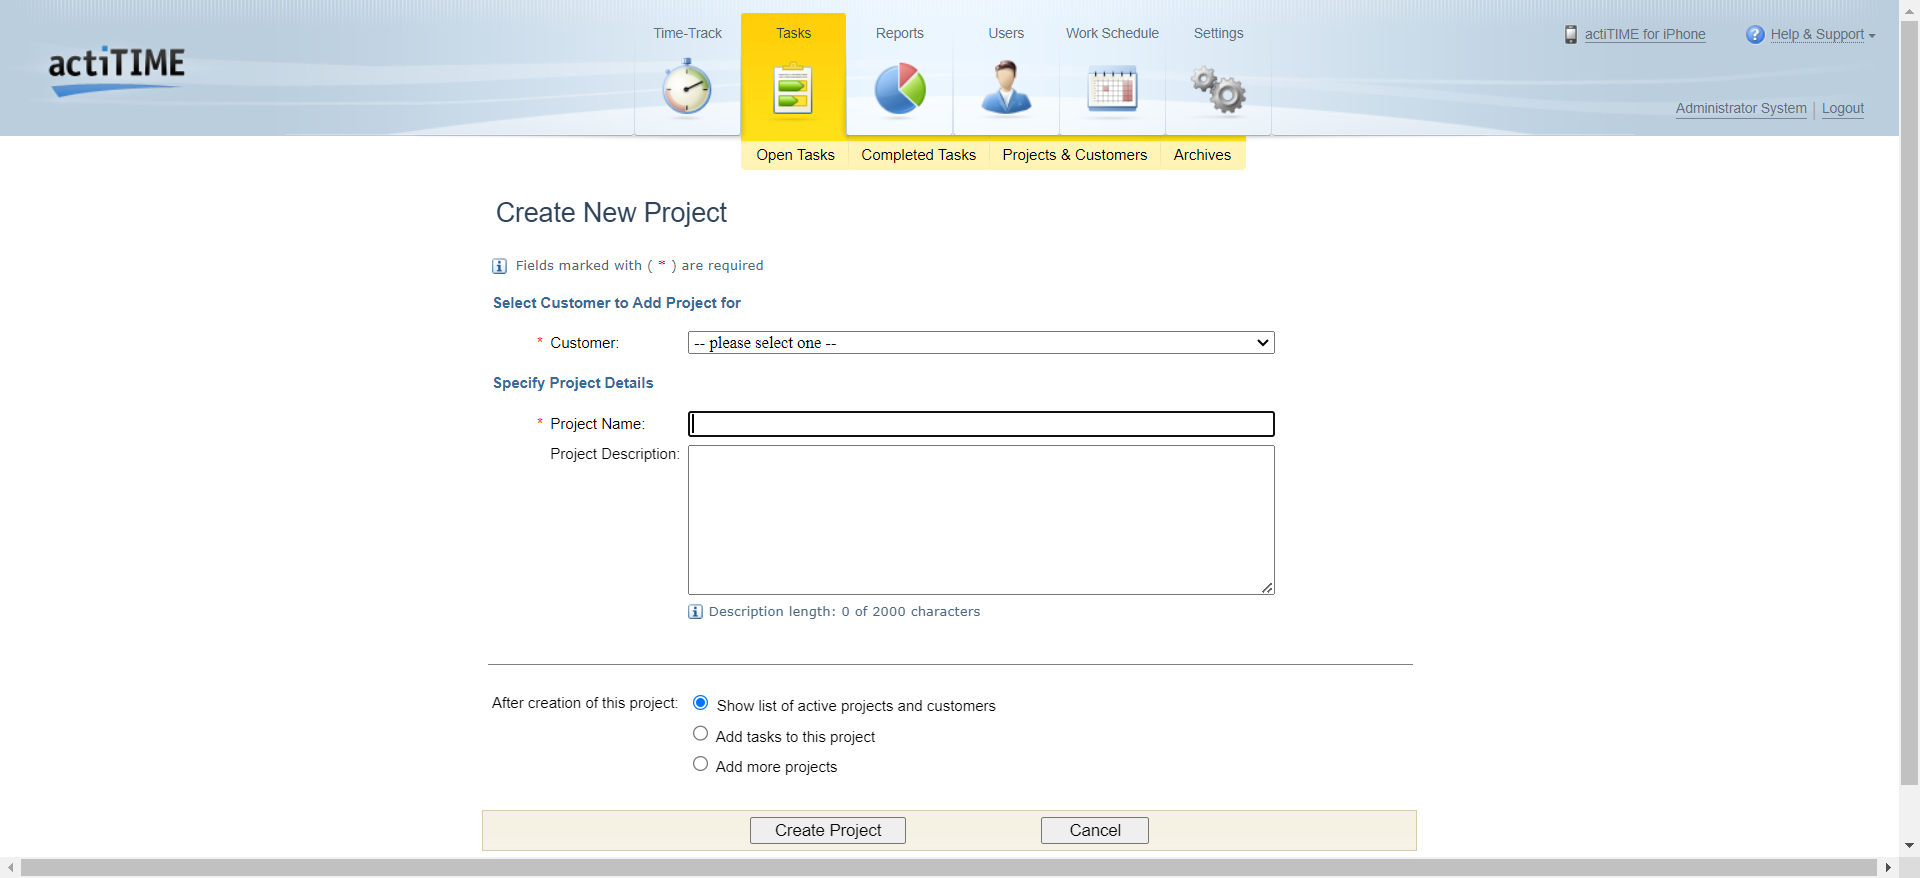 actiTIME
Time-Track
Tasks
Reports
Users
Work Schedule
Settings
actiTIME for iPhone
? Help & Support
Administrator System | Logout
Open Tasks
Completed Tasks
Projects & Customers
Archives
Create New Project
i Fields marked with ( * ) are required
Select Customer to Add Project for
* Customer:
-- please select one --
Specify Project Details
* Project Name:
Project Description:
i Description length: 0 of 2000 characters
After creation of this project:
Show list of active projects and customers
Add tasks to this project
Add more projects
Create Project
Cancel